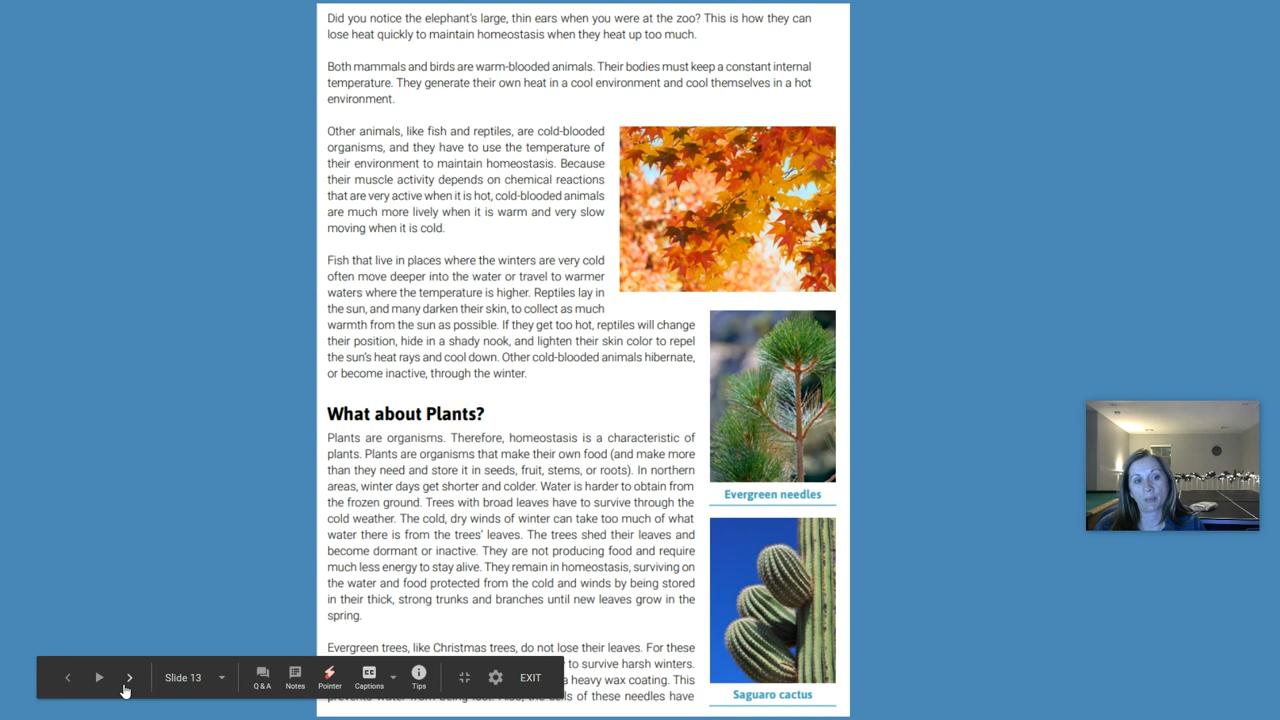 Did you notice the elephant's large, thin ears when you were at the zoo? This is how they can
lose heat quickly to maintain homeostasis when they heat up too much.
Both mammals and birds are warm-blooded animals. Their bodies must keep a constant internal
temperature. They generate their own heat in a cool environment and cool themselves in a hot
environment.
Other animals, like fish and reptiles, are cold-blooded
organisms, and they have to use the temperature of
their environment to maintain homeostasis. Because
their muscle activity depends on chemical reactions
that are very active when it is hot, cold-blooded animals
are much more lively when it is warm and very slow
moving when it is cold.
Fish that live in places where the winters are very cold
often move deeper into the water or travel to warmer
waters where the temperature is higher. Reptiles lay in
the sun, and many darken their skin, to collect as much
warmth from the sun as possible. If they get too hot, reptiles will change
their position, hide in a shady nook, and lighten their skin color to repel
the sun's heat rays and cool down. Other cold-blooded animals hibernate,
or become inactive, through the winter.
What about Plants?
Plants are organisms. Therefore, homeostasis is a characteristic of
plants. Plants are organisms that make their own food (and make more
than they need and store it in seeds, fruit, stems, or roots). In northern
areas, winter days get shorter and colder. Water is harder to obtain from
the frozen ground. Trees with broad leaves have to survive through the
cold weather. The cold, dry winds of winter can take too much of what
water there is from the trees' leaves. The trees shed their leaves and
become dormant or inactive. They are not producing food and require
much less energy to stay alive. They remain in homeostasis, surviving on
the water and food protected from the cold and winds by being stored
in their thick, strong trunks and branches until new leaves grow in the
spring.
Evergreen trees, like Christmas trees, do not lose their leaves. For these
to survive harsh winters.
a heavy wax coating. This
of these needles have
Evergreen needles
Saguaro cactus
Slide 13
Q & A
Notes
Pointer
Captions
Tips
EXIT